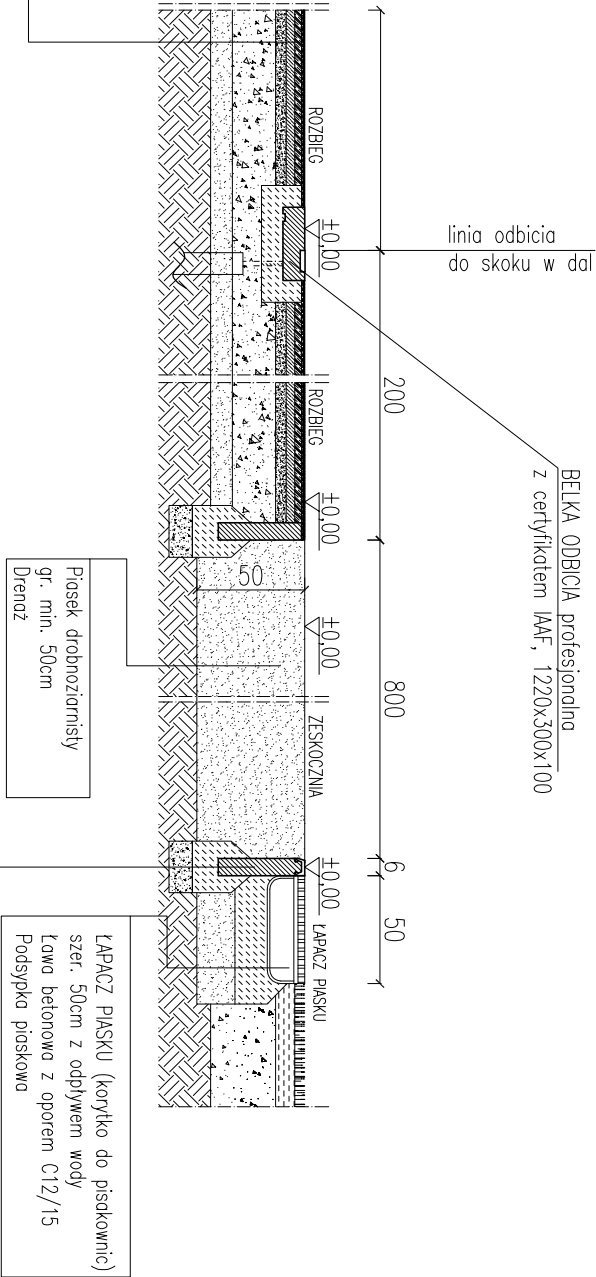 linia odbicia
do skoku w dal
BELKA ODBICIA profesjonalna
z certyfikatem IAAF, 1220x300x100
200
800
6
50
ROZBIEG
±0,00
ROZBIEG
±0,00
±0,00
ZESKOCZNIA
±0,00
ŁAPACZ PIASKU
50
Piasek drobnoziarnisty
gr. min. 50cm
Drenaż
ŁAPACZ PIASKU (korytko do pisakownic)
szer. 50cm z odpływem wody
Ława betonowa z oporem C12/15
Podsypka piaskowa